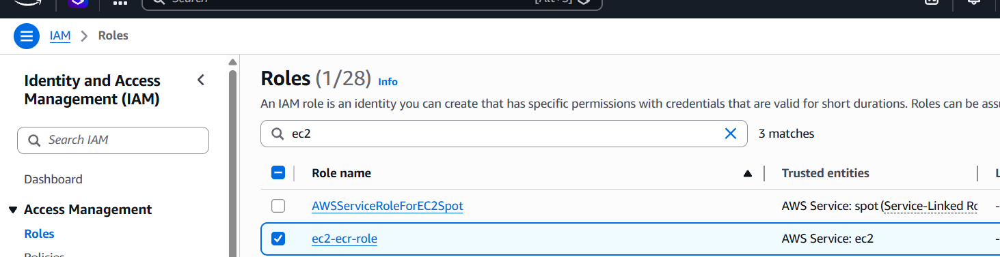 IAM > Roles
Identity and Access
Management (IAM)
Search IAM
Dashboard
Access Management
Roles
Roles (1/28) Info
An IAM role is an identity you can create that has specific permissions with credentials that are valid for short durations. Roles can be
ec2
3 matches
Role name Trusted entities
AWSServiceRoleForEC2Spot AWS Service: spot (Service-Linked
ec2-ecr-role AWS Service: ec2